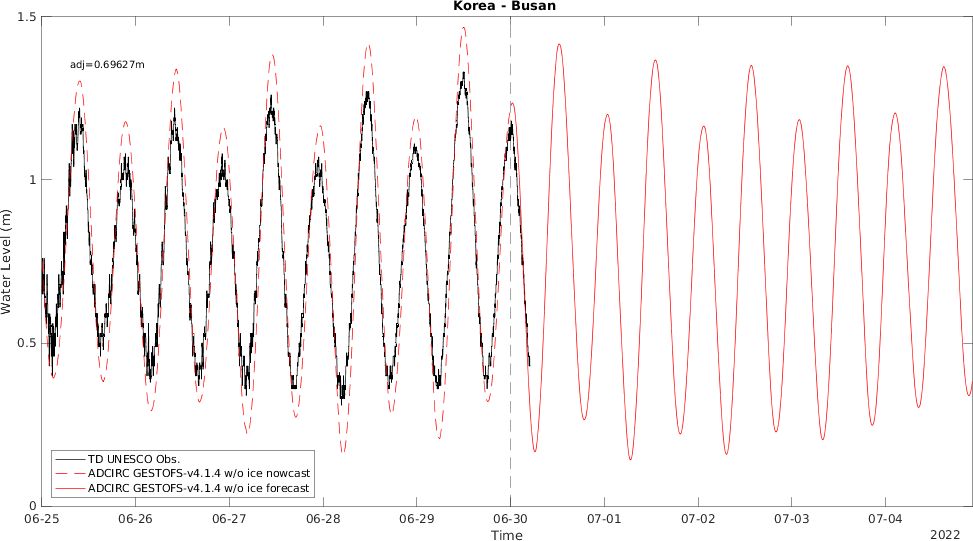 Korea - Busan
1.5
adj=0.69627m
1
Water Level (m)
0.5
TD UNESCO Obs.
ADCIRC GESTOFS-v4.1.4 w/o ice nowcast
ADCIRC GESTOFS-v4.1.4 w/o ice forecast
0
06-25 06-26 06-27 06-28 06-29 06-30 07-01 07-02 07-03 07-04
Time
2022